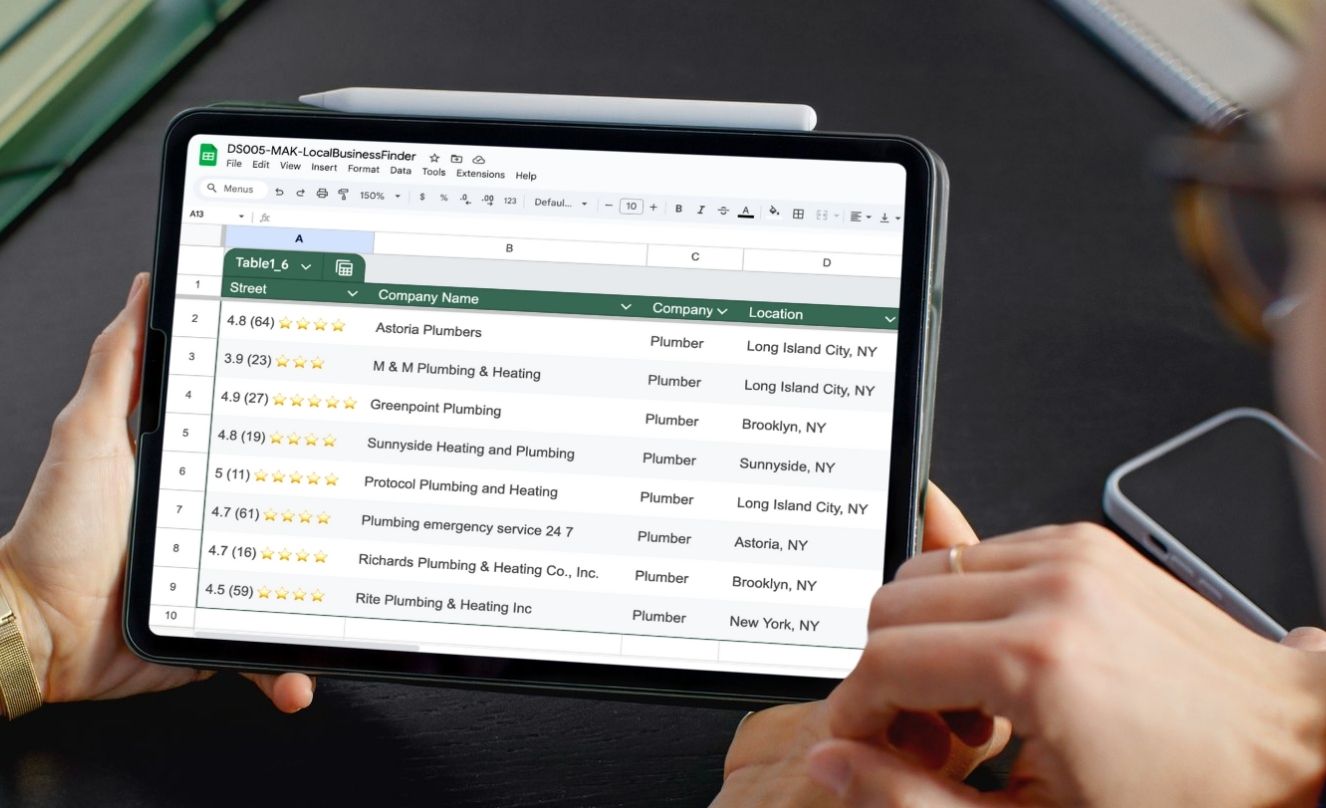 DS005-MAK-LocalBusinessFinder
File Edit View Insert Format Data Tools Extensions Help
Menus 150% $ % .0 .00 123 Defaul... − 10 + B I S A
A13 fx
A B C D
Table1_6
1 Street Company Name Company Location
2 4.8 (64) ⭐⭐⭐⭐ Astoria Plumbers Plumber Long Island City, NY
3 3.9 (23) ⭐⭐⭐ M & M Plumbing & Heating Plumber Long Island City, NY
4 4.9 (27) ⭐⭐⭐⭐⭐ Greenpoint Plumbing Plumber Brooklyn, NY
5 4.8 (19) ⭐⭐⭐⭐ Sunnyside Heating and Plumbing Plumber Sunnyside, NY
6 5 (11) ⭐⭐⭐⭐⭐ Protocol Plumbing and Heating Plumber Long Island City, NY
7 4.7 (61) ⭐⭐⭐⭐ Plumbing emergency service 24 7 Plumber Astoria, NY
8 4.7 (16) ⭐⭐⭐⭐ Richards Plumbing & Heating Co., Inc. Plumber Brooklyn, NY
9 4.5 (59) ⭐⭐⭐⭐ Rite Plumbing & Heating Inc Plumber New York, NY
10